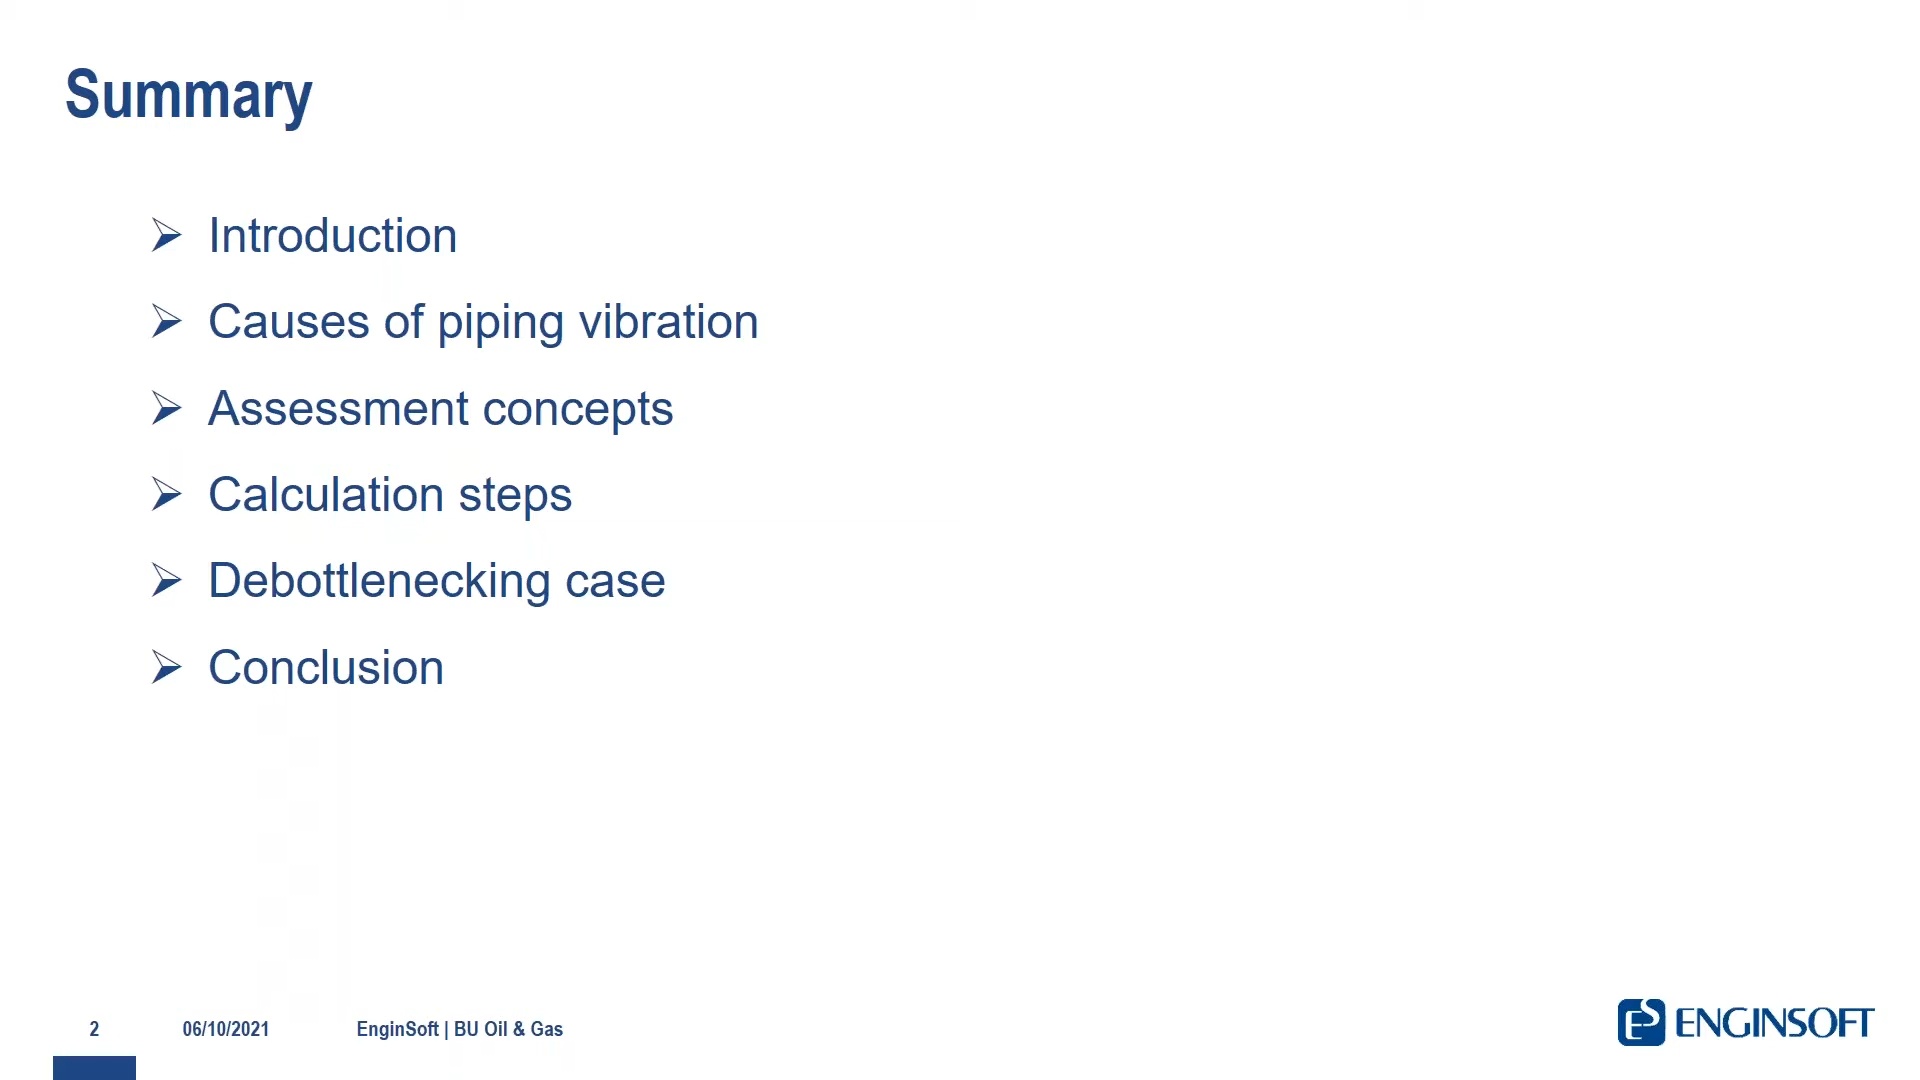 Summary
Introduction
Causes of piping vibration
Assessment concepts
Calculation steps
Debottlenecking case
Conclusion
2 06/10/2021 EnginSoft | BU Oil & Gas
ES ENGINSOFT